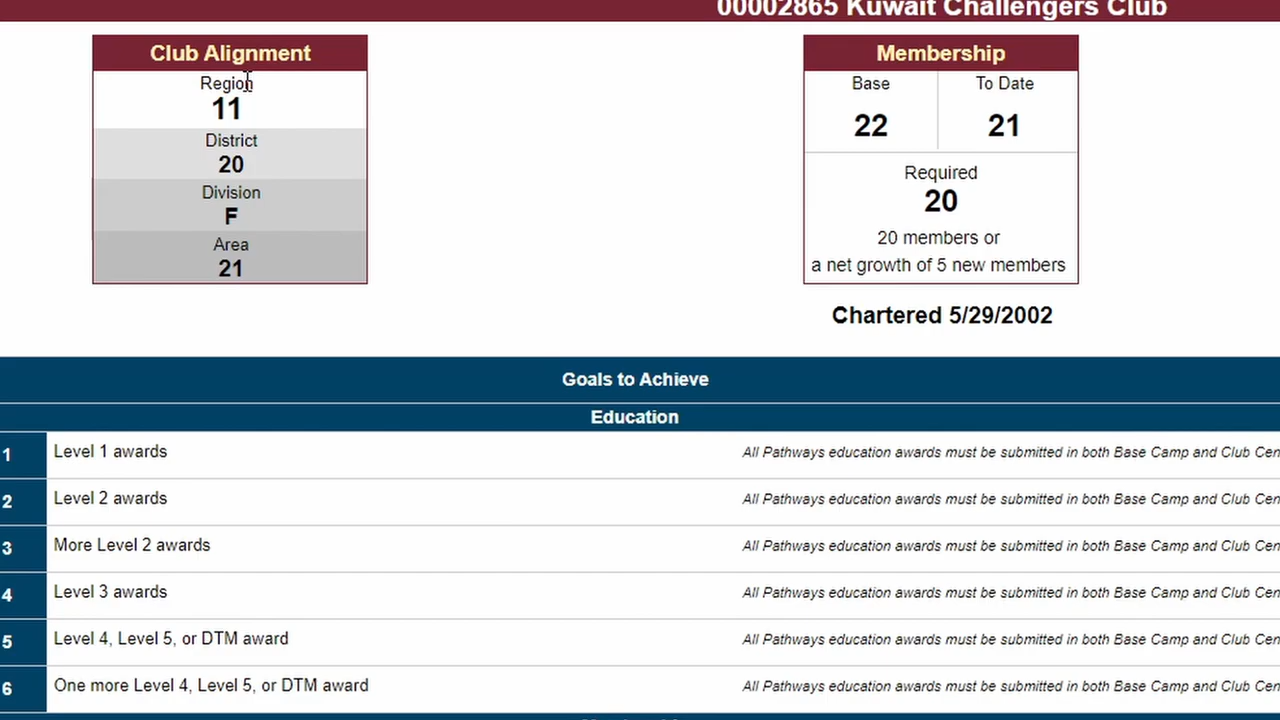 00002865 Kuwait Challengers Club
Club Alignment
Region
11
District
20
Division
F
Area
21
Membership
Base To Date
22 21
Required
20
20 members or
a net growth of 5 new members
Chartered 5/29/2002
Goals to Achieve
Education
1 Level 1 awards All Pathways education awards must be submitted in both Base Camp and Club Cen
2 Level 2 awards All Pathways education awards must be submitted in both Base Camp and Club Cen
3 More Level 2 awards All Pathways education awards must be submitted in both Base Camp and Club Cen
4 Level 3 awards All Pathways education awards must be submitted in both Base Camp and Club Cen
5 Level 4, Level 5, or DTM award All Pathways education awards must be submitted in both Base Camp and Club Cen
6 One more Level 4, Level 5, or DTM award All Pathways education awards must be submitted in both Base Camp and Club Cen